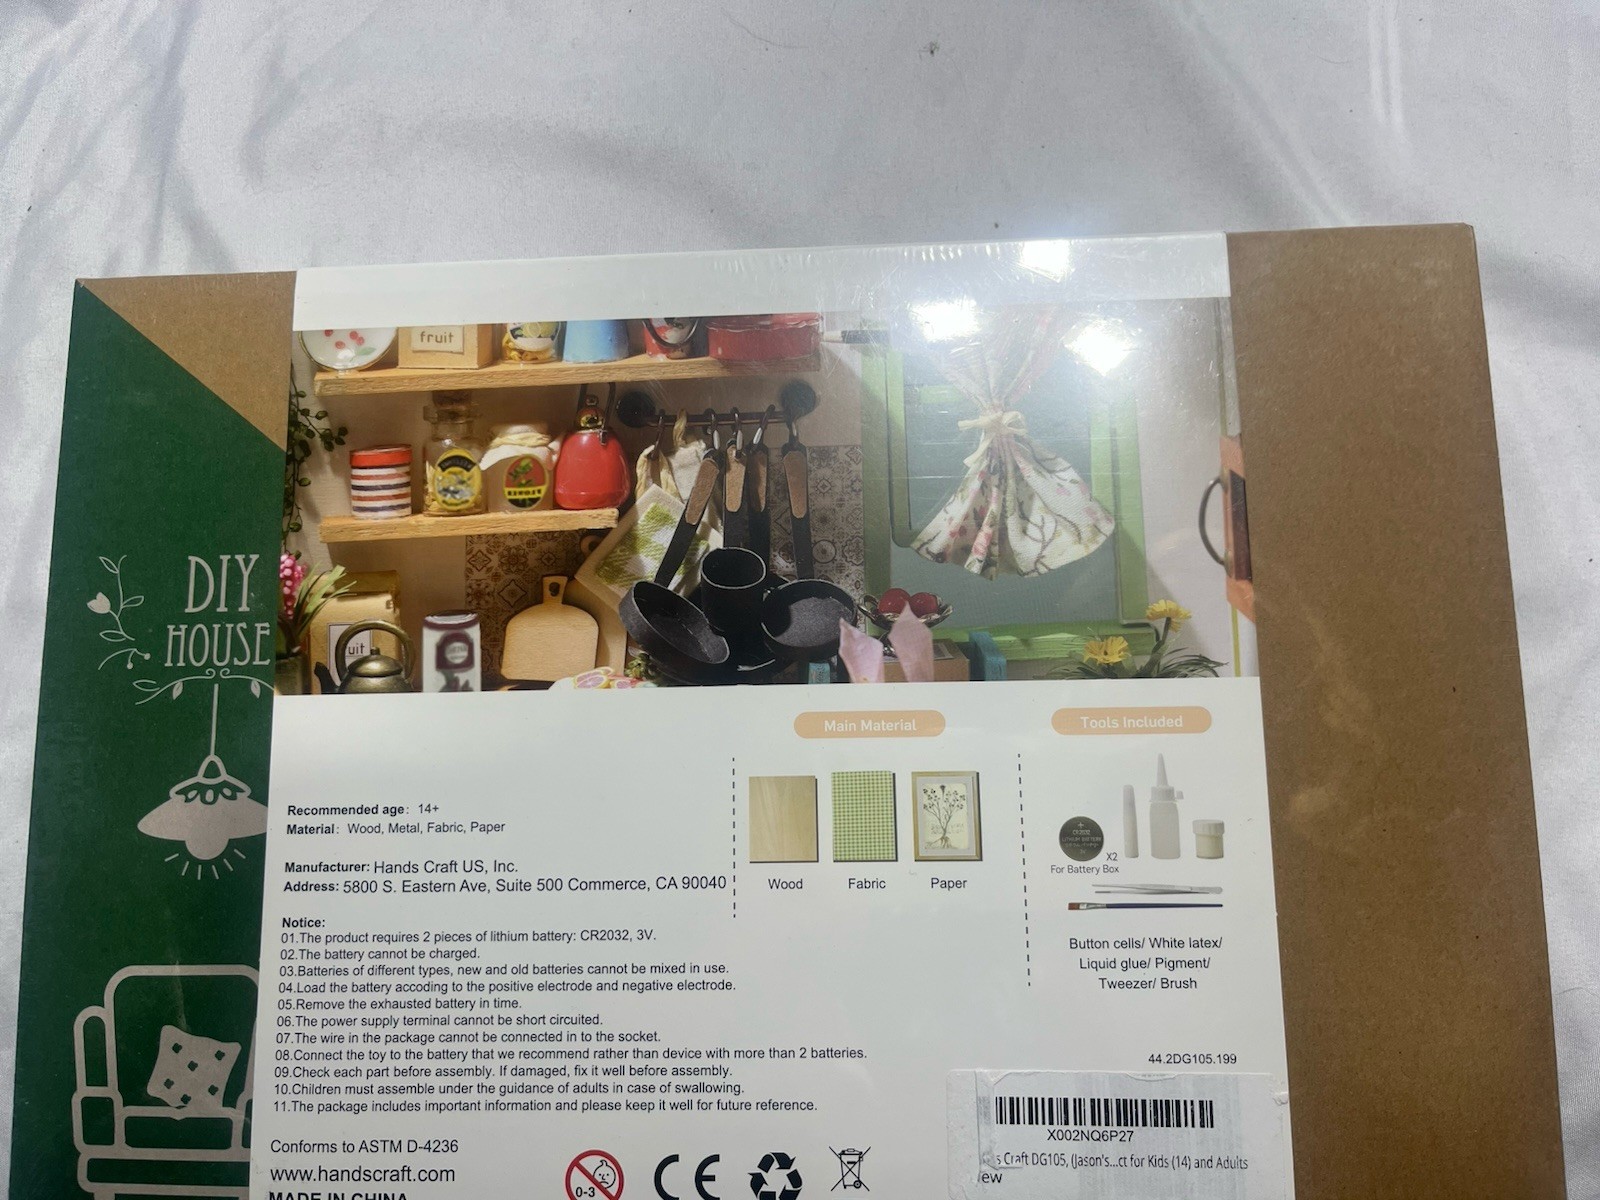 fruit
DIY
HOUSE
Main Material
Tools Included
Recommended age: 14+
Material: Wood, Metal, Fabric, Paper
Manufacturer: Hands Craft US, Inc.
Address: 5800 S. Eastern Ave, Suite 500 Commerce, CA 90040
Wood
Fabric
Paper
CR2032
X2
For Battery Box
Button cells/ White latex/
Liquid glue/ Pigment/
Tweezer/ Brush
Notice:
01.The product requires 2 pieces of lithium battery: CR2032, 3V.
02.The battery cannot be charged.
03.Batteries of different types, new and old batteries cannot be mixed in use.
04.Load the battery accoding to the positive electrode and negative electrode.
05.Remove the exhausted battery in time.
06.The power supply terminal cannot be short circuited.
07.The wire in the package cannot be connected in to the socket.
08.Connect the toy to the battery that we recommend rather than device with more than 2 batteries.
09.Check each part before assembly. If damaged, fix it well before assembly.
10.Children must assemble under the guidance of adults in case of swallowing.
11.The package includes important information and please keep it well for future reference.
44.2DG105.199
X002NQ6P27
s Craft DG105, (Jason's...ct for Kids (14) and Adults
ew
Conforms to ASTM D-4236
www.handscraft.com
MADE IN CHINA
0-3
CE